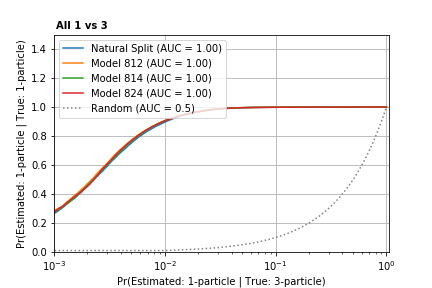 All 1 vs 3
Pr(Estimated: 1-particle | True: 1-particle)
1.4
1.2
1.0
0.8
0.6
0.4
0.2
0.0
Natural Split (AUC = 1.00)
Model 812 (AUC = 1.00)
Model 814 (AUC = 1.00)
Model 824 (AUC = 1.00)
Random (AUC = 0.5)
10⁻³ 10⁻² 10⁻¹ 10⁰
Pr(Estimated: 1-particle | True: 3-particle)